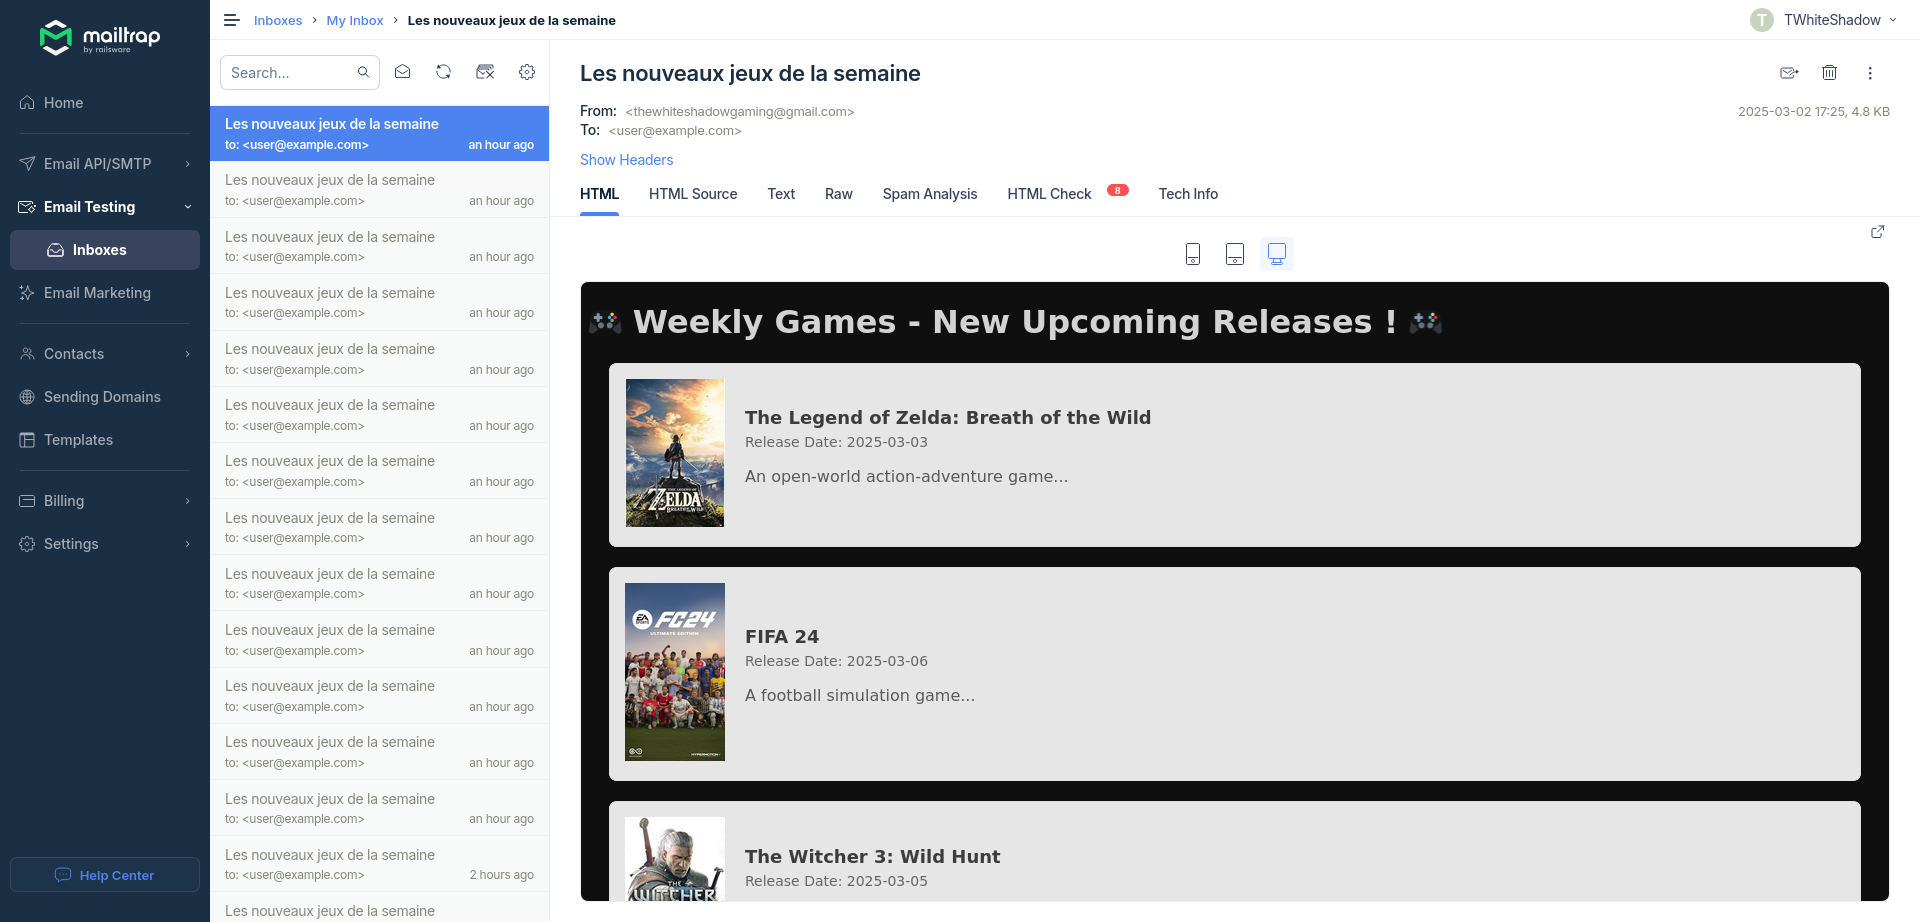 mailtrap
by railsware
Home
Email API/SMTP
Email Testing
Inboxes
Email Marketing
Contacts
Sending Domains
Templates
Billing
Settings
Help Center
Inboxes › My Inbox › Les nouveaux jeux de la semaine
T TWhiteShadow
Search...
Les nouveaux jeux de la semaine
to: <user@example.com> an hour ago
Les nouveaux jeux de la semaine
to: <user@example.com> an hour ago
Les nouveaux jeux de la semaine
to: <user@example.com> an hour ago
Les nouveaux jeux de la semaine
to: <user@example.com> an hour ago
Les nouveaux jeux de la semaine
to: <user@example.com> an hour ago
Les nouveaux jeux de la semaine
to: <user@example.com> an hour ago
Les nouveaux jeux de la semaine
to: <user@example.com> an hour ago
Les nouveaux jeux de la semaine
to: <user@example.com> an hour ago
Les nouveaux jeux de la semaine
to: <user@example.com> an hour ago
Les nouveaux jeux de la semaine
to: <user@example.com> an hour ago
Les nouveaux jeux de la semaine
to: <user@example.com> an hour ago
Les nouveaux jeux de la semaine
to: <user@example.com> an hour ago
Les nouveaux jeux de la semaine
to: <user@example.com> an hour ago
Les nouveaux jeux de la semaine
to: <user@example.com> 2 hours ago
Les nouveaux jeux de la semaine
Les nouveaux jeux de la semaine
From: <thewhiteshadowgaming@gmail.com> 2025-03-02 17:25, 4.8 KB
To: <user@example.com>
Show Headers
HTML HTML Source Text Raw Spam Analysis HTML Check 8 Tech Info
🎮 Weekly Games - New Upcoming Releases ! 🎮
THE LEGEND OF
ZELDA
BREATH OF THE WILD
The Legend of Zelda: Breath of the Wild
Release Date: 2025-03-03
An open-world action-adventure game...
EA SPORTS FC24
ULTIMATE EDITION
HYPERMOTION
FIFA 24
Release Date: 2025-03-06
A football simulation game...
THE
WITCHER
The Witcher 3: Wild Hunt
Release Date: 2025-03-05